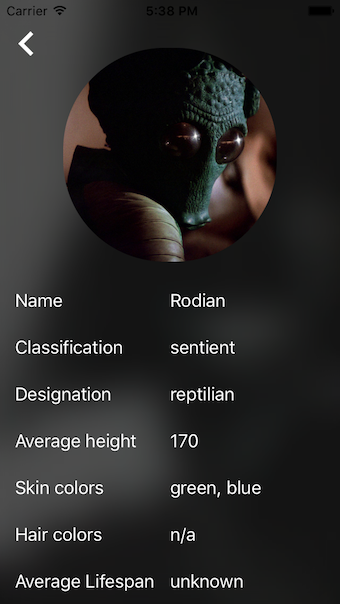 Carrier 5:38 PM
Name Rodian
Classification sentient
Designation reptilian
Average height 170
Skin colors green, blue
Hair colors n/a
Average Lifespan unknown